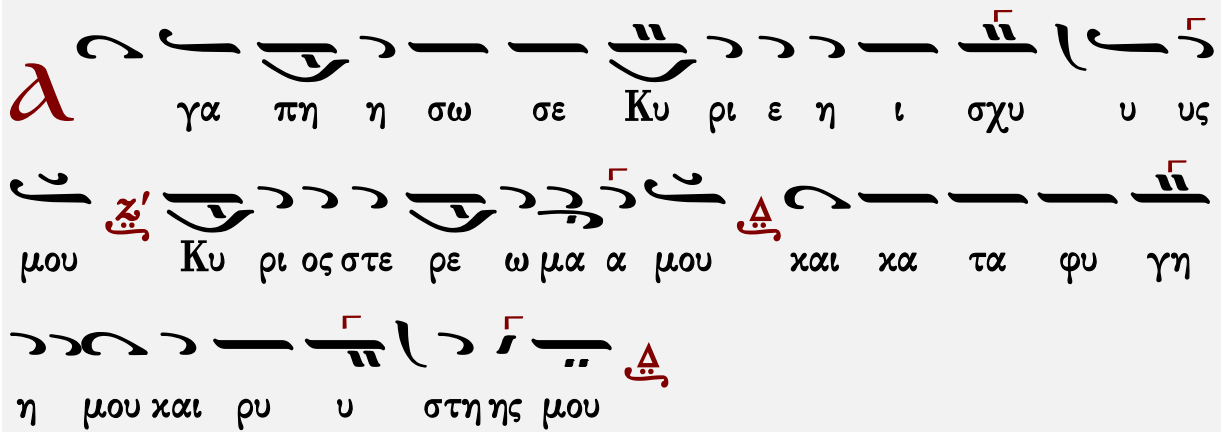 α γα πη η σω σε Κυ ρι ε η ι σχυ υ υς
μου Ζʹ Κυ ρι ος στε ρε ω μα α μου Δ και κα τα φυ γη
η μου και ρυ υ στη ης μου Δ